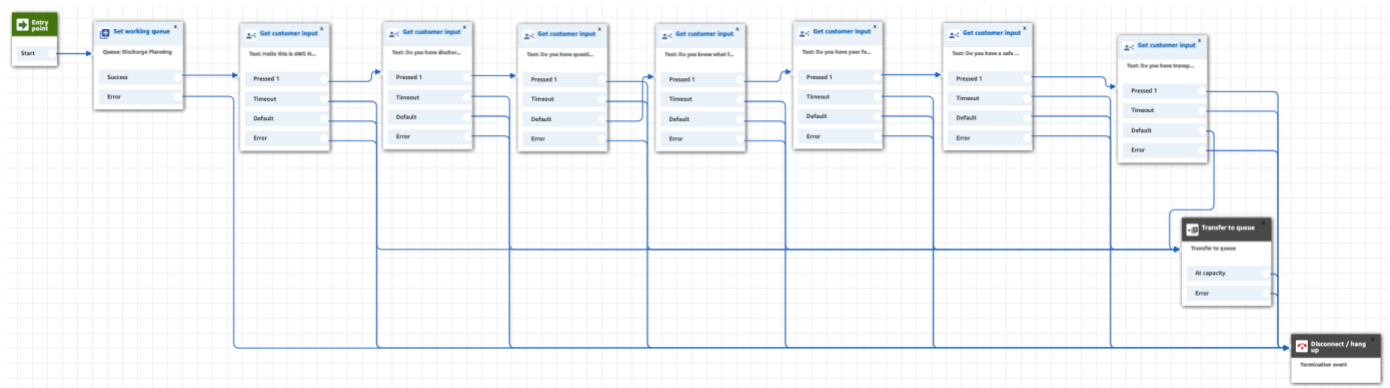 Entry point
Start
Set working queue
Queue: Discharge Planning
Success
Error
Get customer input
Text: Hello this is AWS H...
Pressed 1
Timeout
Default
Error
Get customer input
Text: Do you have dischar...
Pressed 1
Timeout
Default
Error
Get customer input
Text: Do you have questi...
Pressed 1
Timeout
Default
Error
Get customer input
Text: Do you know what f...
Pressed 1
Timeout
Default
Error
Get customer input
Text: Do you have your fo...
Pressed 1
Timeout
Default
Error
Get customer input
Text: Do you have a safe ...
Pressed 1
Timeout
Default
Error
Get customer input
Text: Do you have transp...
Pressed 1
Timeout
Default
Error
Transfer to queue
Transfer to queue
At capacity
Error
Disconnect / hang
up
Termination event